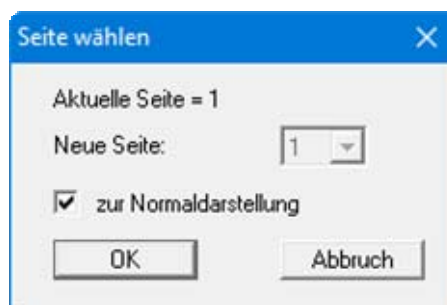 Seite wählen
Aktuelle Seite = 1
Neue Seite: 1
zur Normaldarstellung
OK Abbruch